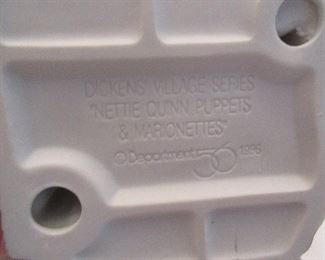 DICKENS' VILLAGE SERIES
"NETTIE QUINN PUPPETS
& MARIONETTES"
© Department 56 1996